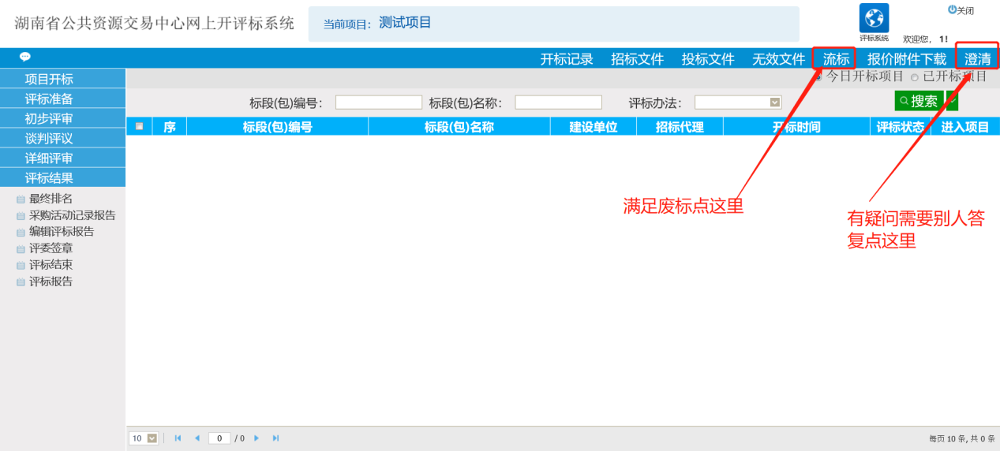 湖南省公共资源交易中心网上开评标系统
当前项目: 测试项目
关闭
评标系统
欢迎您, 1!
开标记录 招标文件 投标文件 无效文件 流标 报价附件下载 澄清
项目开标
今日开标项目 已开标项目
评标准备
标段(包)编号: 标段(包)名称: 评标办法: 搜索
初步评审
序 标段(包)编号 标段(包)名称 建设单位 招标代理 开标时间 评标状态 进入项目
谈判评议
详细评审
评标结果
最终排名
采购活动记录报告
编辑评标报告
评委签章
评标结束
评标报告
满足废标点这里
有疑问需要别人答
复点这里
10 0 / 0 每页 10 条, 共 0 条